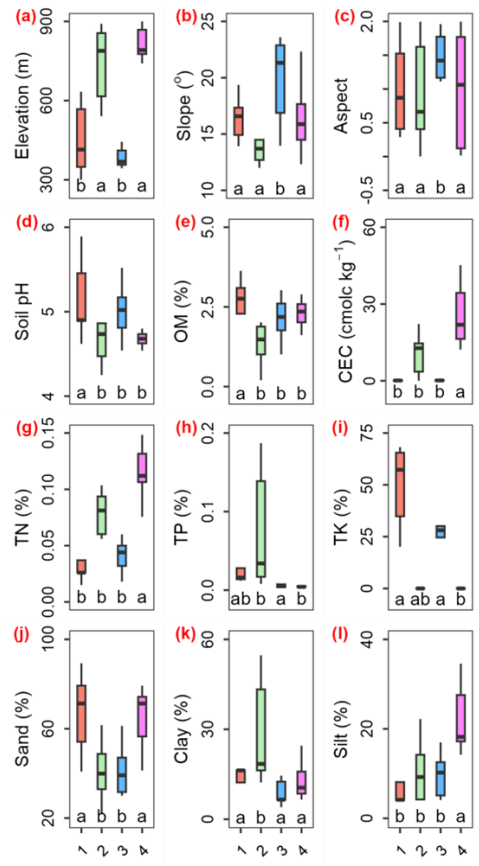 (a) (b) (c)
Elevation (m) 900 600 300 b a b a
Slope (°) 25 20 15 10 a a b a
Aspect 2.0 0.5 -0.5 a a b a
(d) (e) (f)
Soil pH 6 5 4 a b b b
OM (%) 5.0 2.5 0.0 a b b b
CEC (cmolc kg−1) 60 30 0 b b b a
(g) (h) (i)
TN (%) 0.15 0.10 0.05 0.00 b b b a
TP (%) 0.2 0.1 0.0 ab b a b
TK (%) 75 50 25 0 a ab a b
(j) (k) (l)
Sand (%) 100 60 20 a b b a
Clay (%) 60 30 0 a b a a
Silt (%) 40 20 0 b b b a
1 2 3 4 1 2 3 4 1 2 3 4